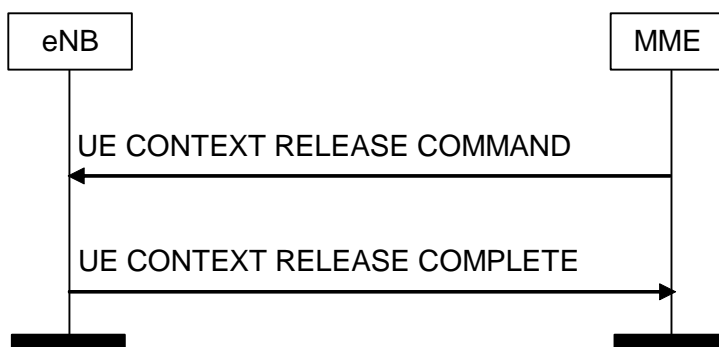 eNB
MME
UE CONTEXT RELEASE COMMAND
UE CONTEXT RELEASE COMPLETE